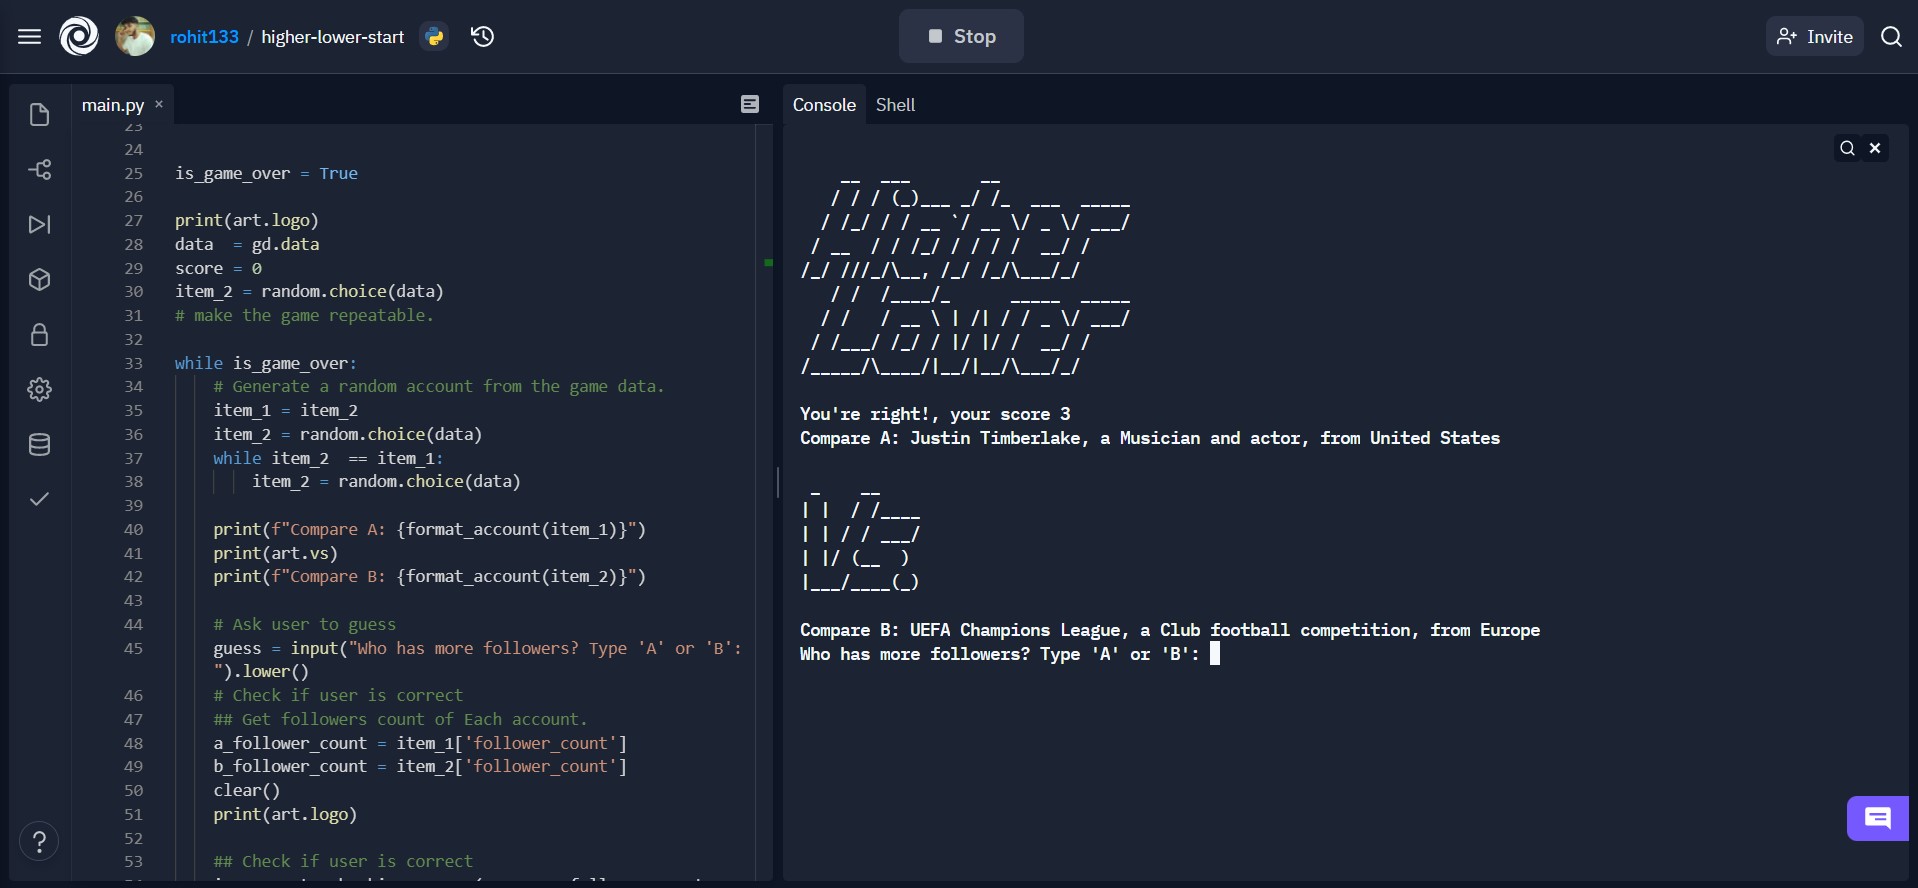 rohit133 / higher-lower-start
Stop
Invite
main.py ×
Console Shell
23
24
25 is_game_over = True
26
27 print(art.logo)
28 data  = gd.data
29 score = 0
30 item_2 = random.choice(data)
31 # make the game repeatable.
32
33 while is_game_over:
34     # Generate a random account from the game data.
35     item_1 = item_2
36     item_2 = random.choice(data)
37     while item_2  == item_1:
38         item_2 = random.choice(data)
39
40     print(f"Compare A: {format_account(item_1)}")
41     print(art.vs)
42     print(f"Compare B: {format_account(item_2)}")
43
44     # Ask user to guess
45     guess = input("Who has more followers? Type 'A' or 'B':
").lower()
46     # Check if user is correct
47     ## Get followers count of Each account.
48     a_follower_count = item_1['follower_count']
49     b_follower_count = item_2['follower_count']
50     clear()
51     print(art.logo)
52
53     ## Check if user is correct
Higher
Lower
You're right!, your score 3
Compare A: Justin Timberlake, a Musician and actor, from United States
VS
Compare B: UEFA Champions League, a Club football competition, from Europe
Who has more followers? Type 'A' or 'B':
?